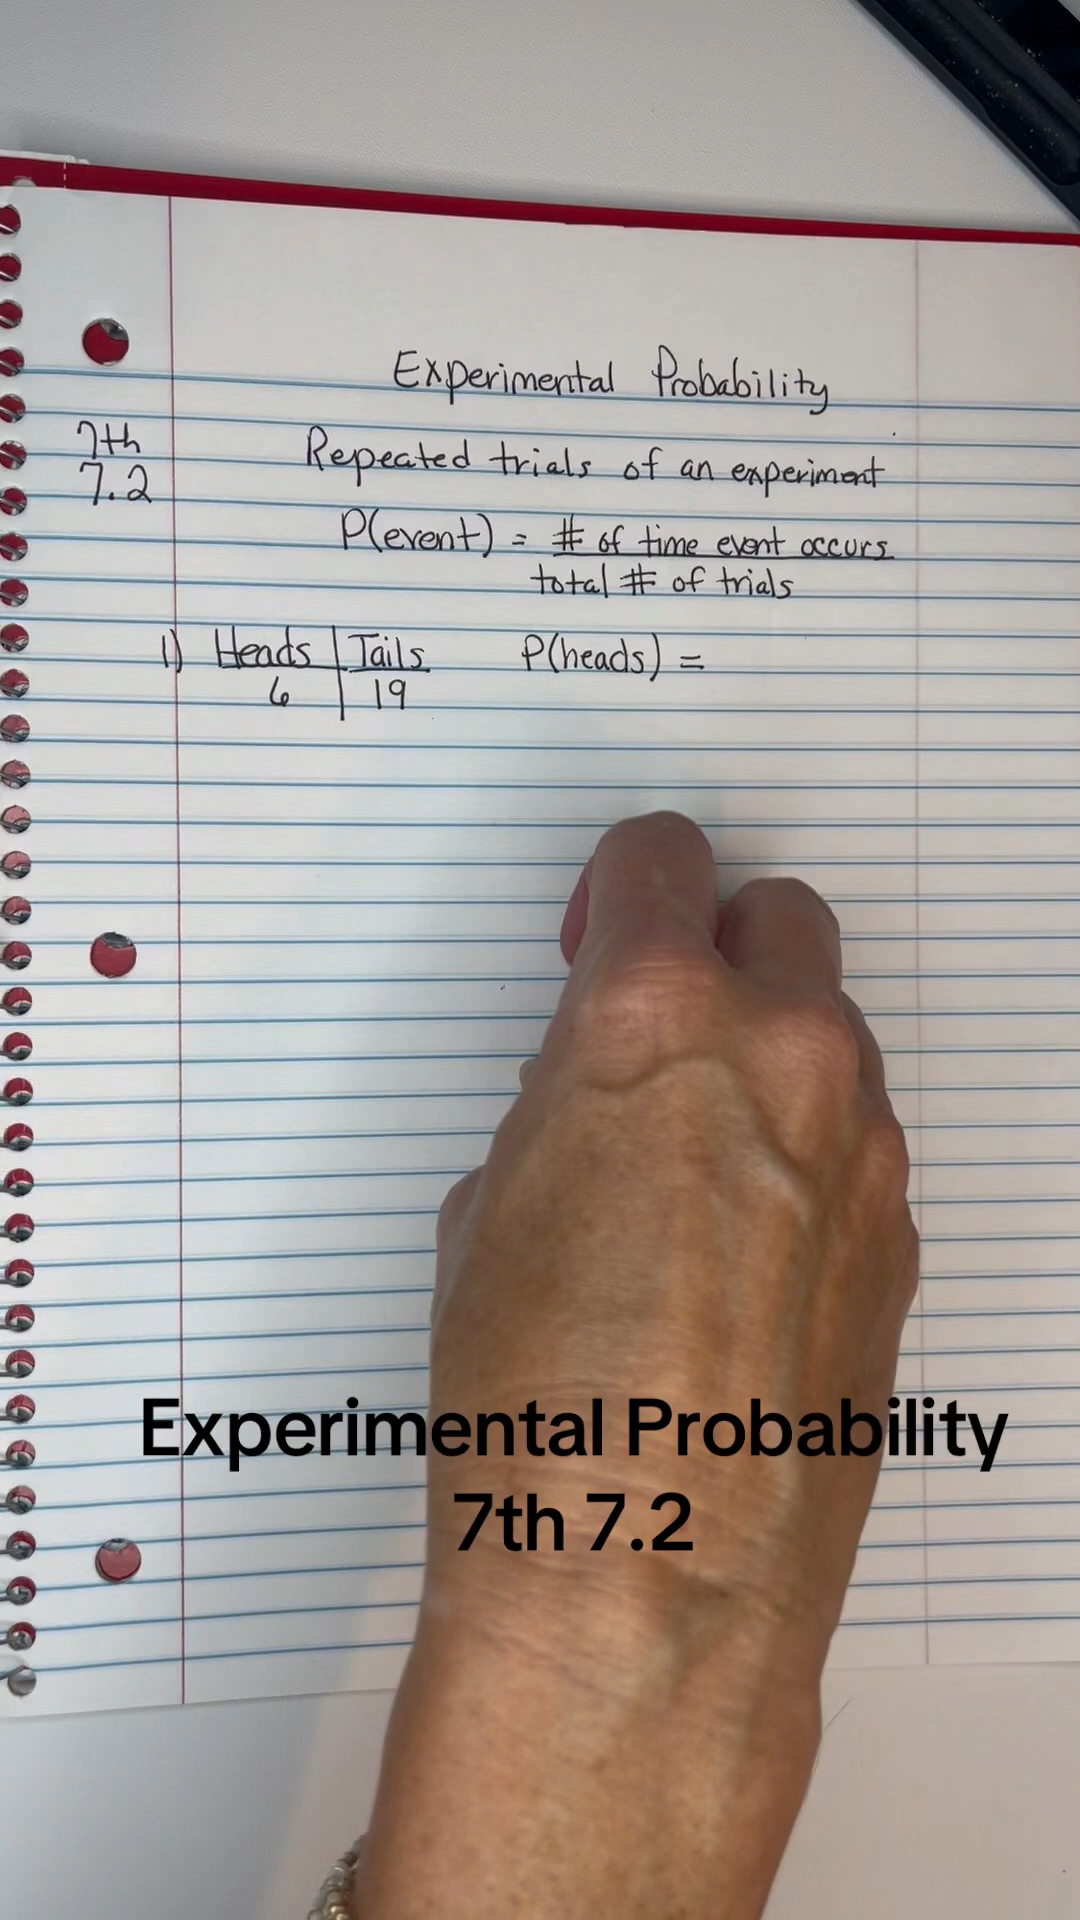 Experimental Probability
7th
7.2
Repeated trials of an experiment
P(event) = # of time event occurs
total # of trials
1) Heads | Tails P(heads) =
6 | 19
Experimental Probability
7th 7.2